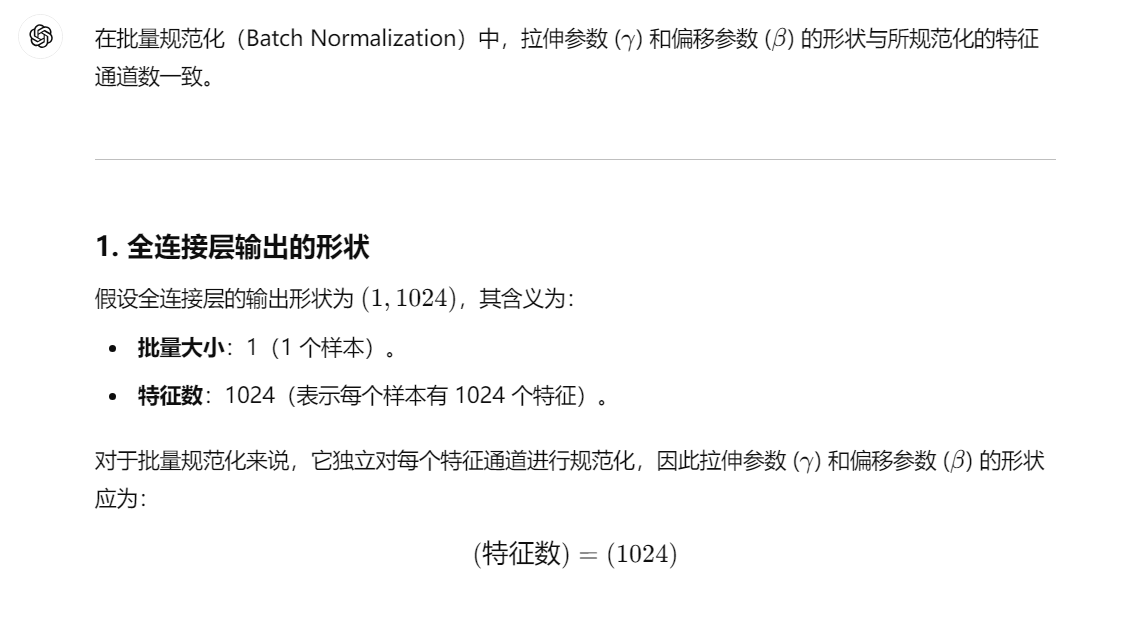 在批量规范化（Batch Normalization）中，拉伸参数 (γ) 和偏移参数 (β) 的形状与所规范化的特征
通道数一致。
1. 全连接层输出的形状
假设全连接层的输出形状为 (1, 1024)，其含义为：
• 批量大小：1（1 个样本）。
• 特征数：1024（表示每个样本有 1024 个特征）。
对于批量规范化来说，它独立对每个特征通道进行规范化，因此拉伸参数 (γ) 和偏移参数 (β) 的形状
应为：
(特征数) = (1024)